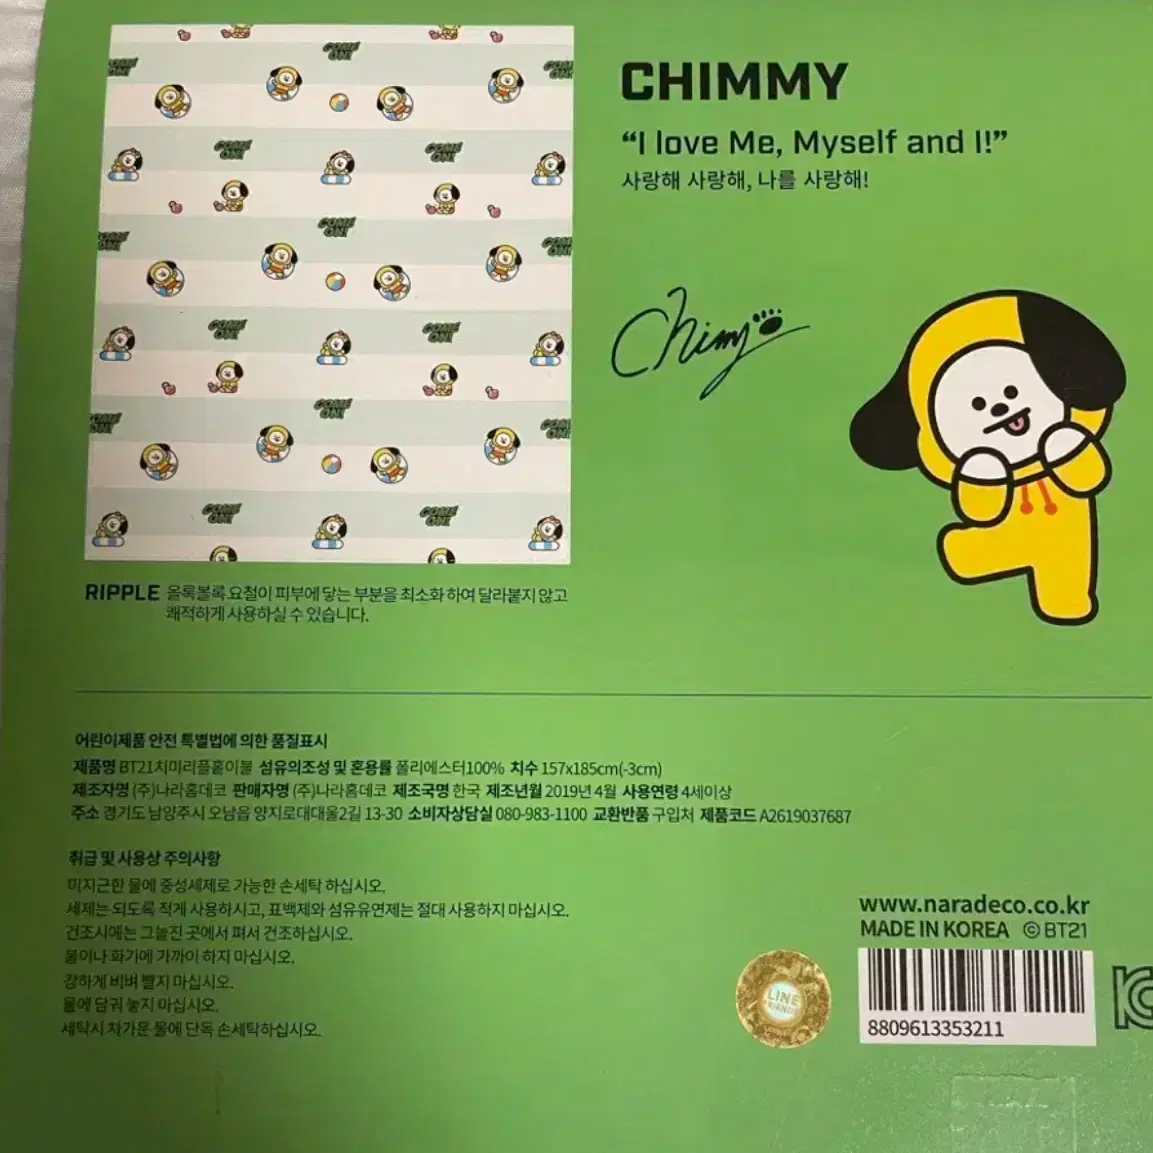 CHIMMY
“I love Me, Myself and I!”
사랑해 사랑해, 나를 사랑해!
Chimmy
COME ON!
RIPPLE 올록볼록 요철이 피부에 닿는 부분을 최소화 하여 달라붙지 않고
쾌적하게 사용하실 수 있습니다.
어린이제품 안전 특별법에 의한 품질표시
제품명 BT21치미리플홑이불 섬유의조성 및 혼용률 폴리에스터100% 치수 157x185cm(-3cm)
제조자명 (주)나라홈데코 판매자명 (주)나라홈데코 제조국명 한국 제조년월 2019년 4월 사용연령 4세이상
주소 경기도 남양주시 오남읍 양지로대대울2길 13-30 소비자상담실 080-983-1100 교환반품 구입처 제품코드 A2619037687
취급 및 사용상 주의사항
미지근한 물에 중성세제로 가능한 손세탁 하십시오.
세제는 되도록 적게 사용하시고, 표백제와 섬유유연제는 절대 사용하지 마십시오.
건조시에는 그늘진 곳에서 펴서 건조하십시오.
불이나 화기에 가까이 하지 마십시오.
강하게 비벼 빨지 마십시오.
물에 담궈 놓지 마십시오.
세탁시 차가운 물에 단독 손세탁하십시오.
www.naradeco.co.kr
MADE IN KOREA ©BT21
LINE FRIENDS
8809613353211